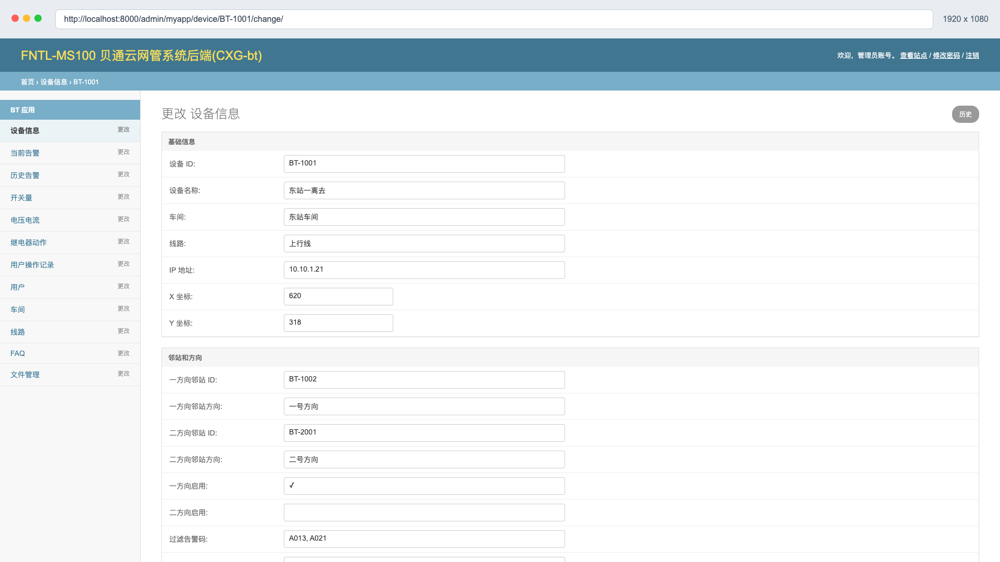 http://localhost:8000/admin/myapp/device/BT-1001/change/
1920 x 1080
FNTL-MS100 贝通云网管系统后端(CXG-bt)
欢迎，管理员账号。 查看站点 / 修改密码 / 注销
首页 › 设备信息 › BT-1001
BT 应用
设备信息 更改
当前告警 更改
历史告警 更改
开关量 更改
电压电流 更改
继电器动作 更改
用户操作记录 更改
用户 更改
车间 更改
线路 更改
FAQ 更改
文件管理 更改
更改 设备信息
历史
基础信息
设备 ID: BT-1001
设备名称: 东站一离去
车间: 东站车间
线路: 上行线
IP 地址: 10.10.1.21
X 坐标: 620
Y 坐标: 318
邻站和方向
一方向邻站 ID: BT-1002
一方向邻站方向: 一号方向
二方向邻站 ID: BT-2001
二方向邻站方向: 二号方向
一方向启用: ✓
二方向启用:
过滤告警码: A013, A021